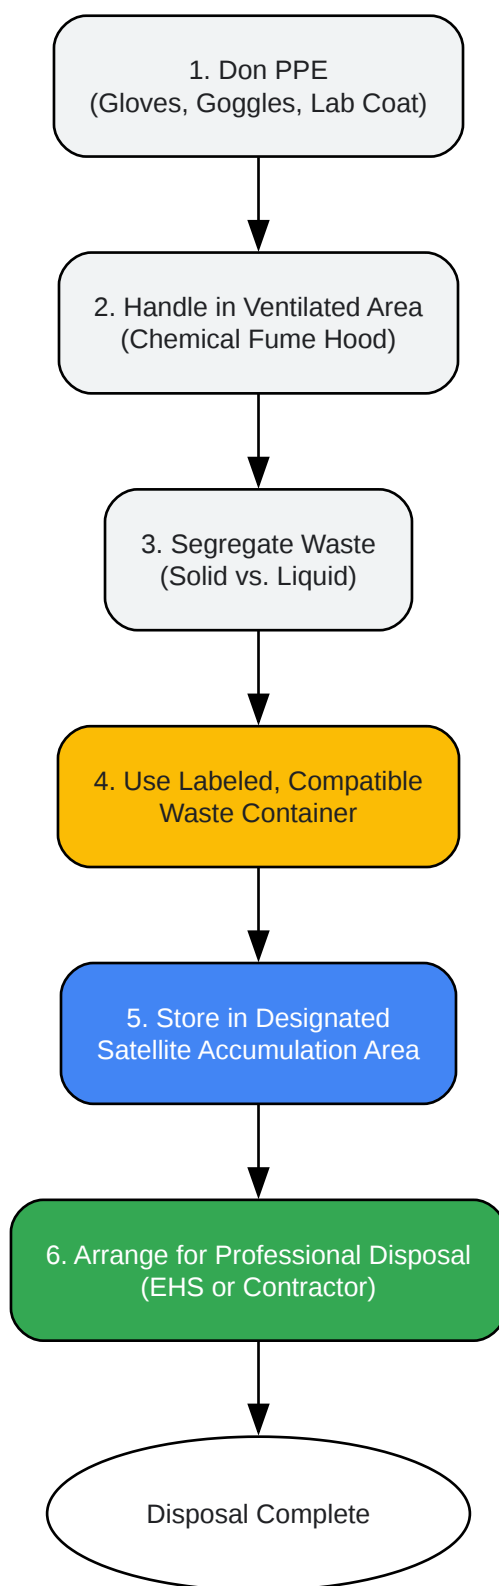 1. Don PPE
(Gloves, Goggles, Lab Coat)
2. Handle in Ventilated Area
(Chemical Fume Hood)
3. Segregate Waste
(Solid vs. Liquid)
4. Use Labeled, Compatible
Waste Container
5. Store in Designated
Satellite Accumulation Area
6. Arrange for Professional Disposal
(EHS or Contractor)
Disposal Complete